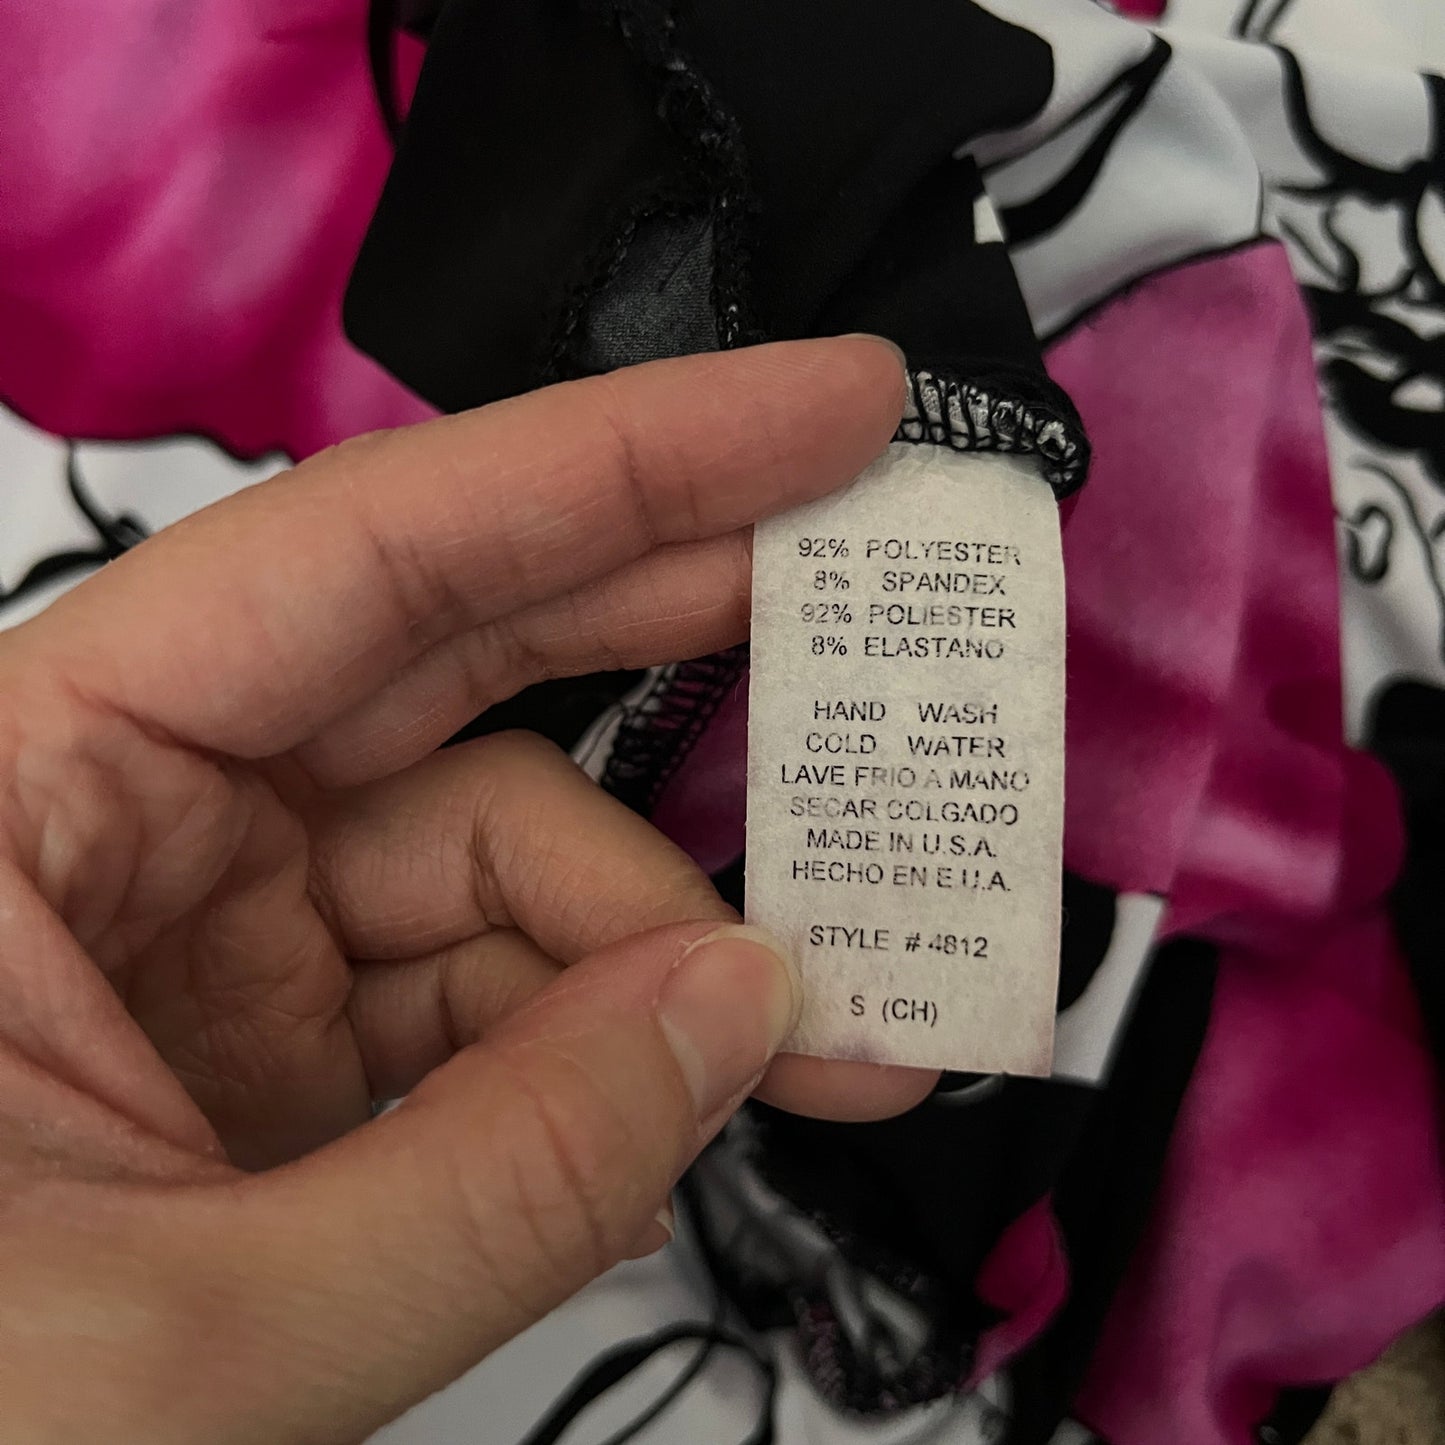 92% POLYESTER
8% SPANDEX
92% POLIESTER
8% ELASTANO
HAND WASH
COLD WATER
LAVE FRIO A MANO
SECAR COLGADO
MADE IN U.S.A.
HECHO EN E.U.A.
STYLE # 4812
S (CH)